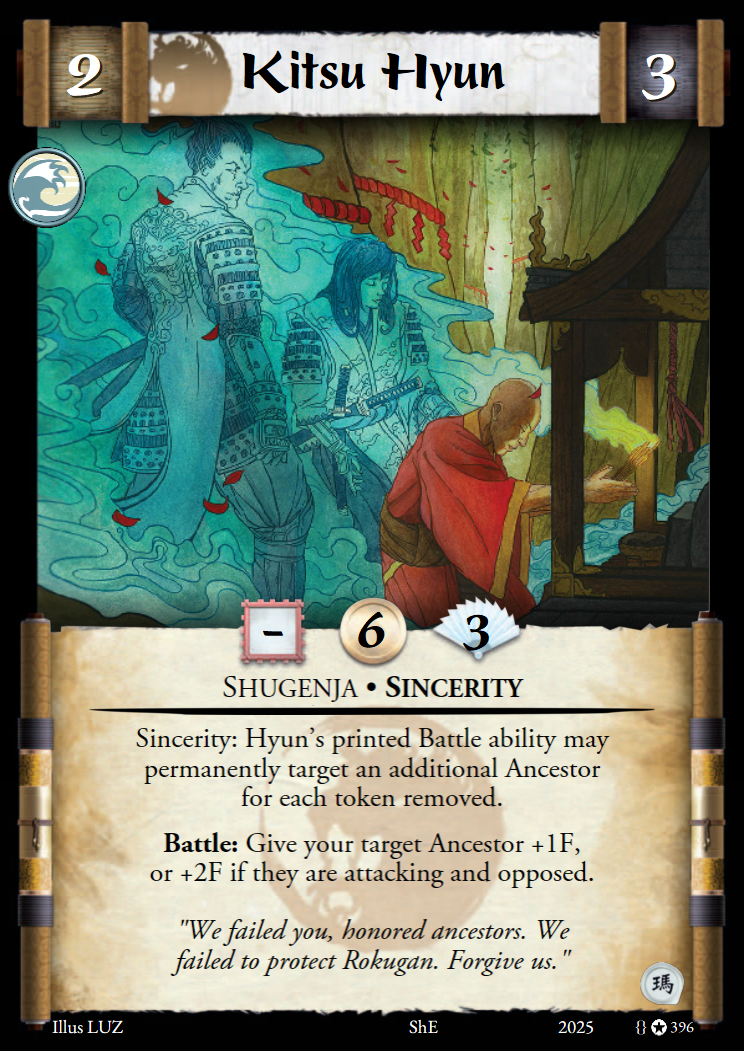 2
Kitsu Hyun
3
-
6
3
SHUGENJA • SINCERITY
Sincerity: Hyun's printed Battle ability may
permanently target an additional Ancestor
for each token removed.
Battle: Give your target Ancestor +1F,
or +2F if they are attacking and opposed.
"We failed you, honored ancestors. We
failed to protect Rokugan. Forgive us."
瑪
Illus LUZ ShE 2025 {} ✪ 396